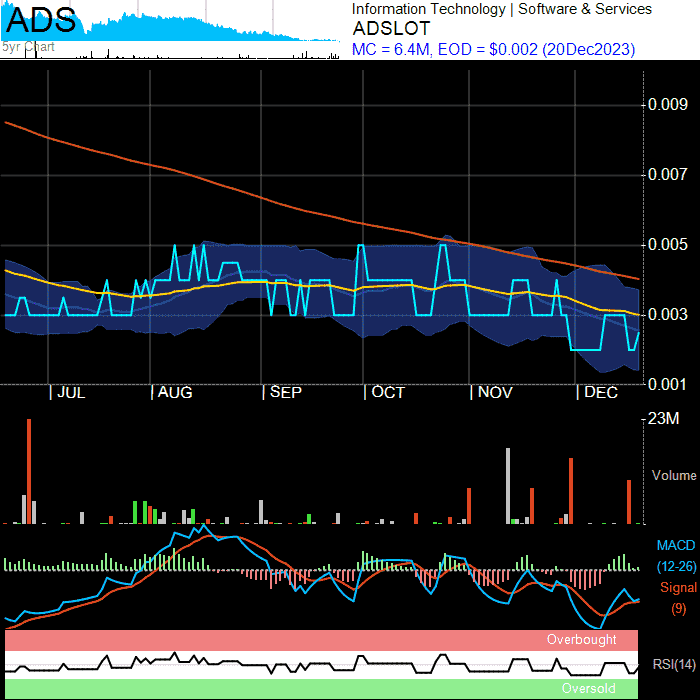 ADS
5yr Chart
Information Technology | Software & Services
ADSLOT
MC = 6.4M, EOD = $0.002 (20Dec2023)
0.009
0.007
0.005
0.003
0.001
JUL
AUG
SEP
OCT
NOV
DEC
23M
Volume
MACD
(12-26)
Signal
(9)
Overbought
RSI(14)
Oversold